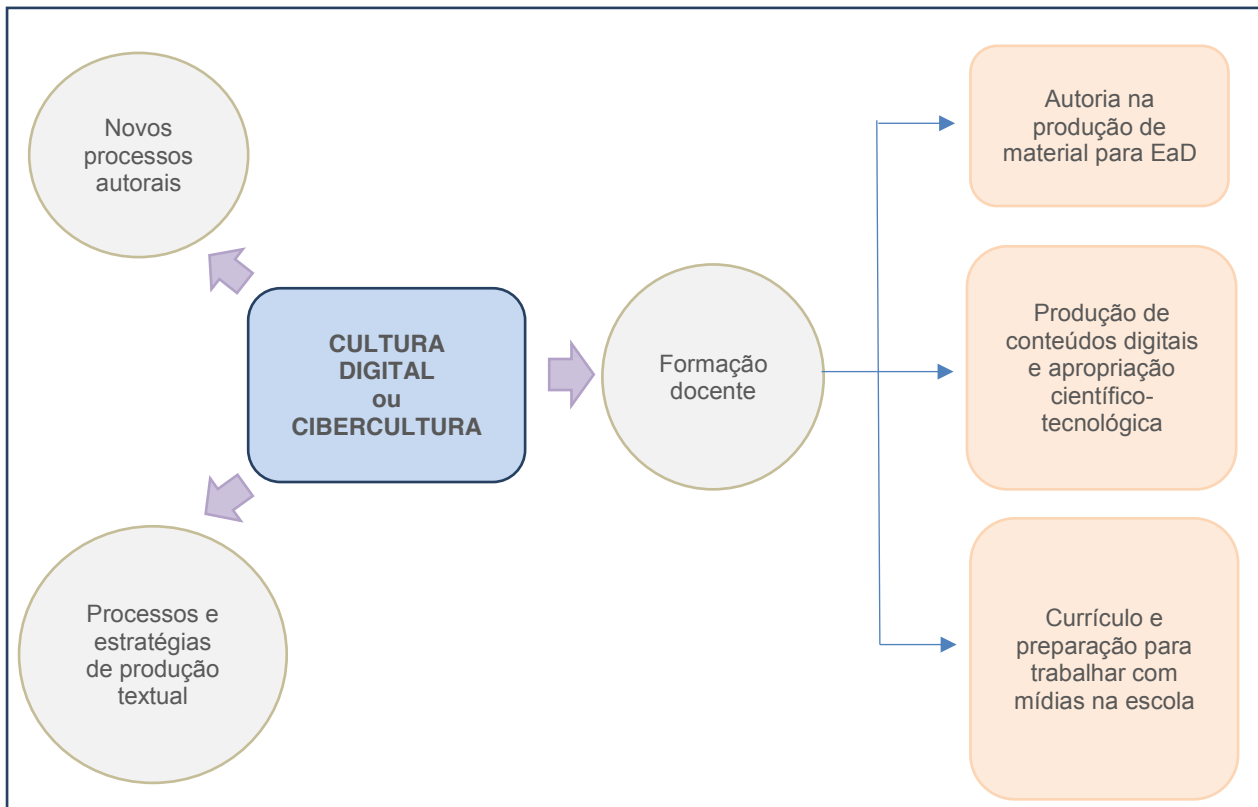 Novos
processos
autorais
CULTURA
DIGITAL
ou
CIBERCULTURA
Processos e
estratégias
de produção
textual
Formação
docente
Autoria na
produção de
material para EaD
Produção de
conteúdos digitais
e apropriação
científico-
tecnológica
Currículo e
preparação para
trabalhar com
mídias na escola